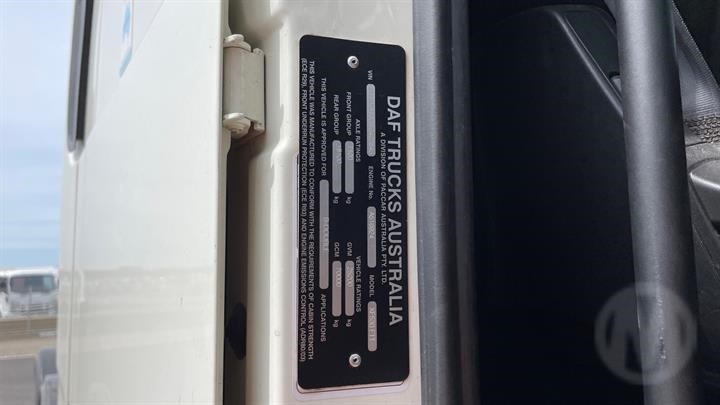 DAF TRUCKS AUSTRALIA
A DIVISION OF PACCAR AUSTRALIA PTY. LTD.
VIN ENGINE No. MODEL
AXLE RATINGS VEHICLE RATINGS
FRONT GROUP kg GVM kg
REAR GROUP kg GCM 70000 kg
THIS VEHICLE IS APPROVED FOR B-DOUBLE APPLICATIONS
THIS VEHICLE WAS MANUFACTURED TO CONFORM WITH THE REQUIREMENTS OF CABIN STRENGTH
(ECE R29), FRONT UNDERRUN PROTECTION (ECE R93) AND ENGINE EMISSIONS CONTROL (ADR80/03)